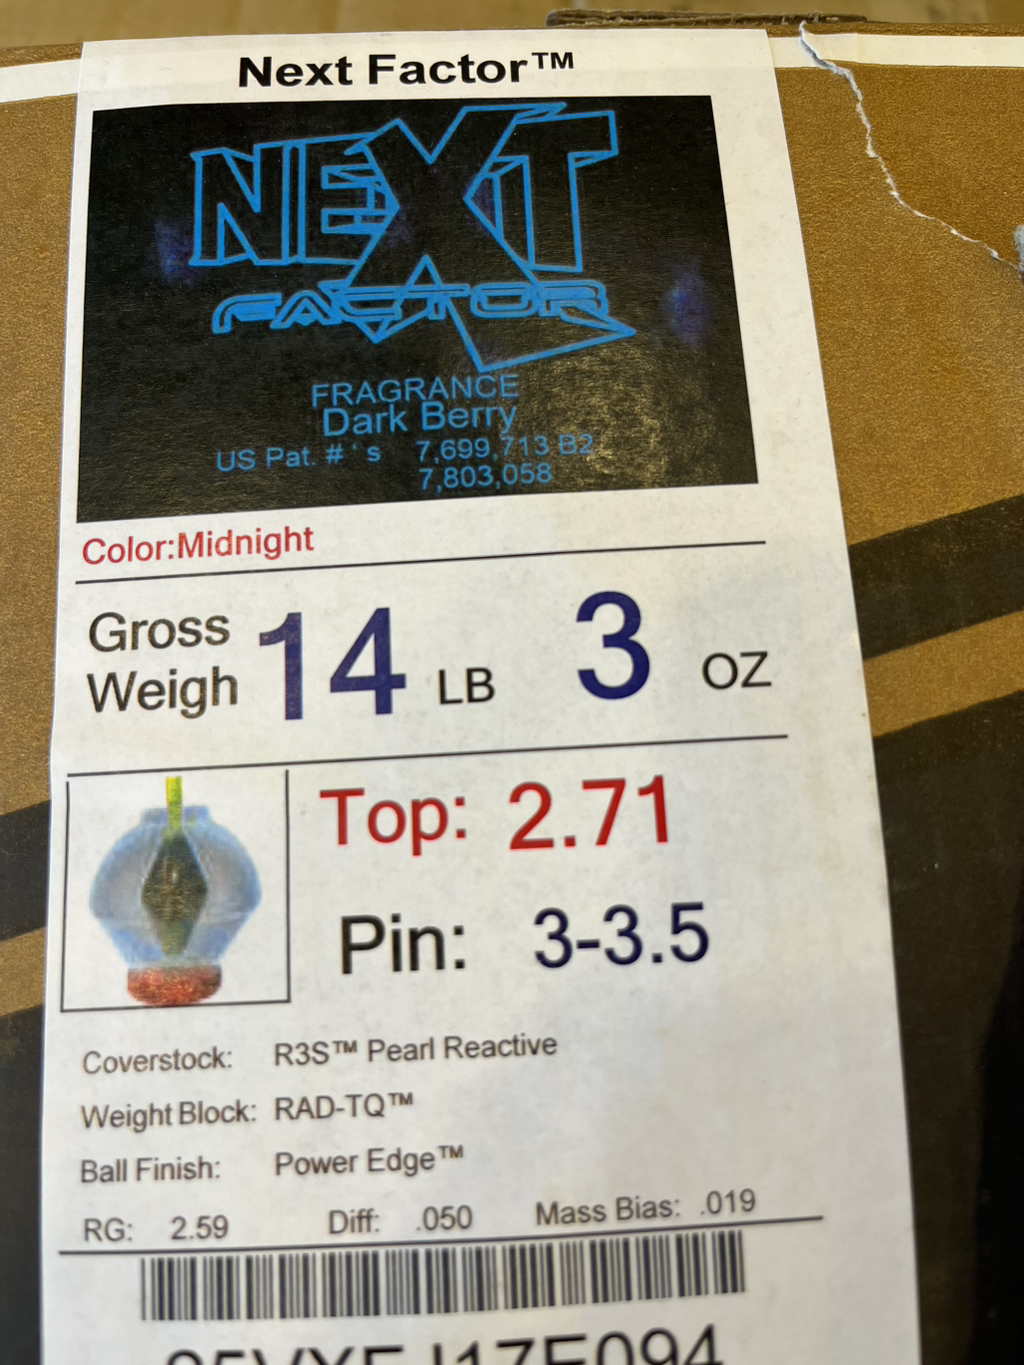 Next Factor™
NEXT
FACTOR
FRAGRANCE
Dark Berry
US Pat. # ' s 7,699,713 B2
7,803,058
Color:Midnight
Gross
Weigh 14 LB 3 OZ
Top: 2.71
Pin: 3-3.5
Coverstock: R3S™ Pearl Reactive
Weight Block: RAD-TQ™
Ball Finish: Power Edge™
RG: 2.59 Diff: .050 Mass Bias: .019